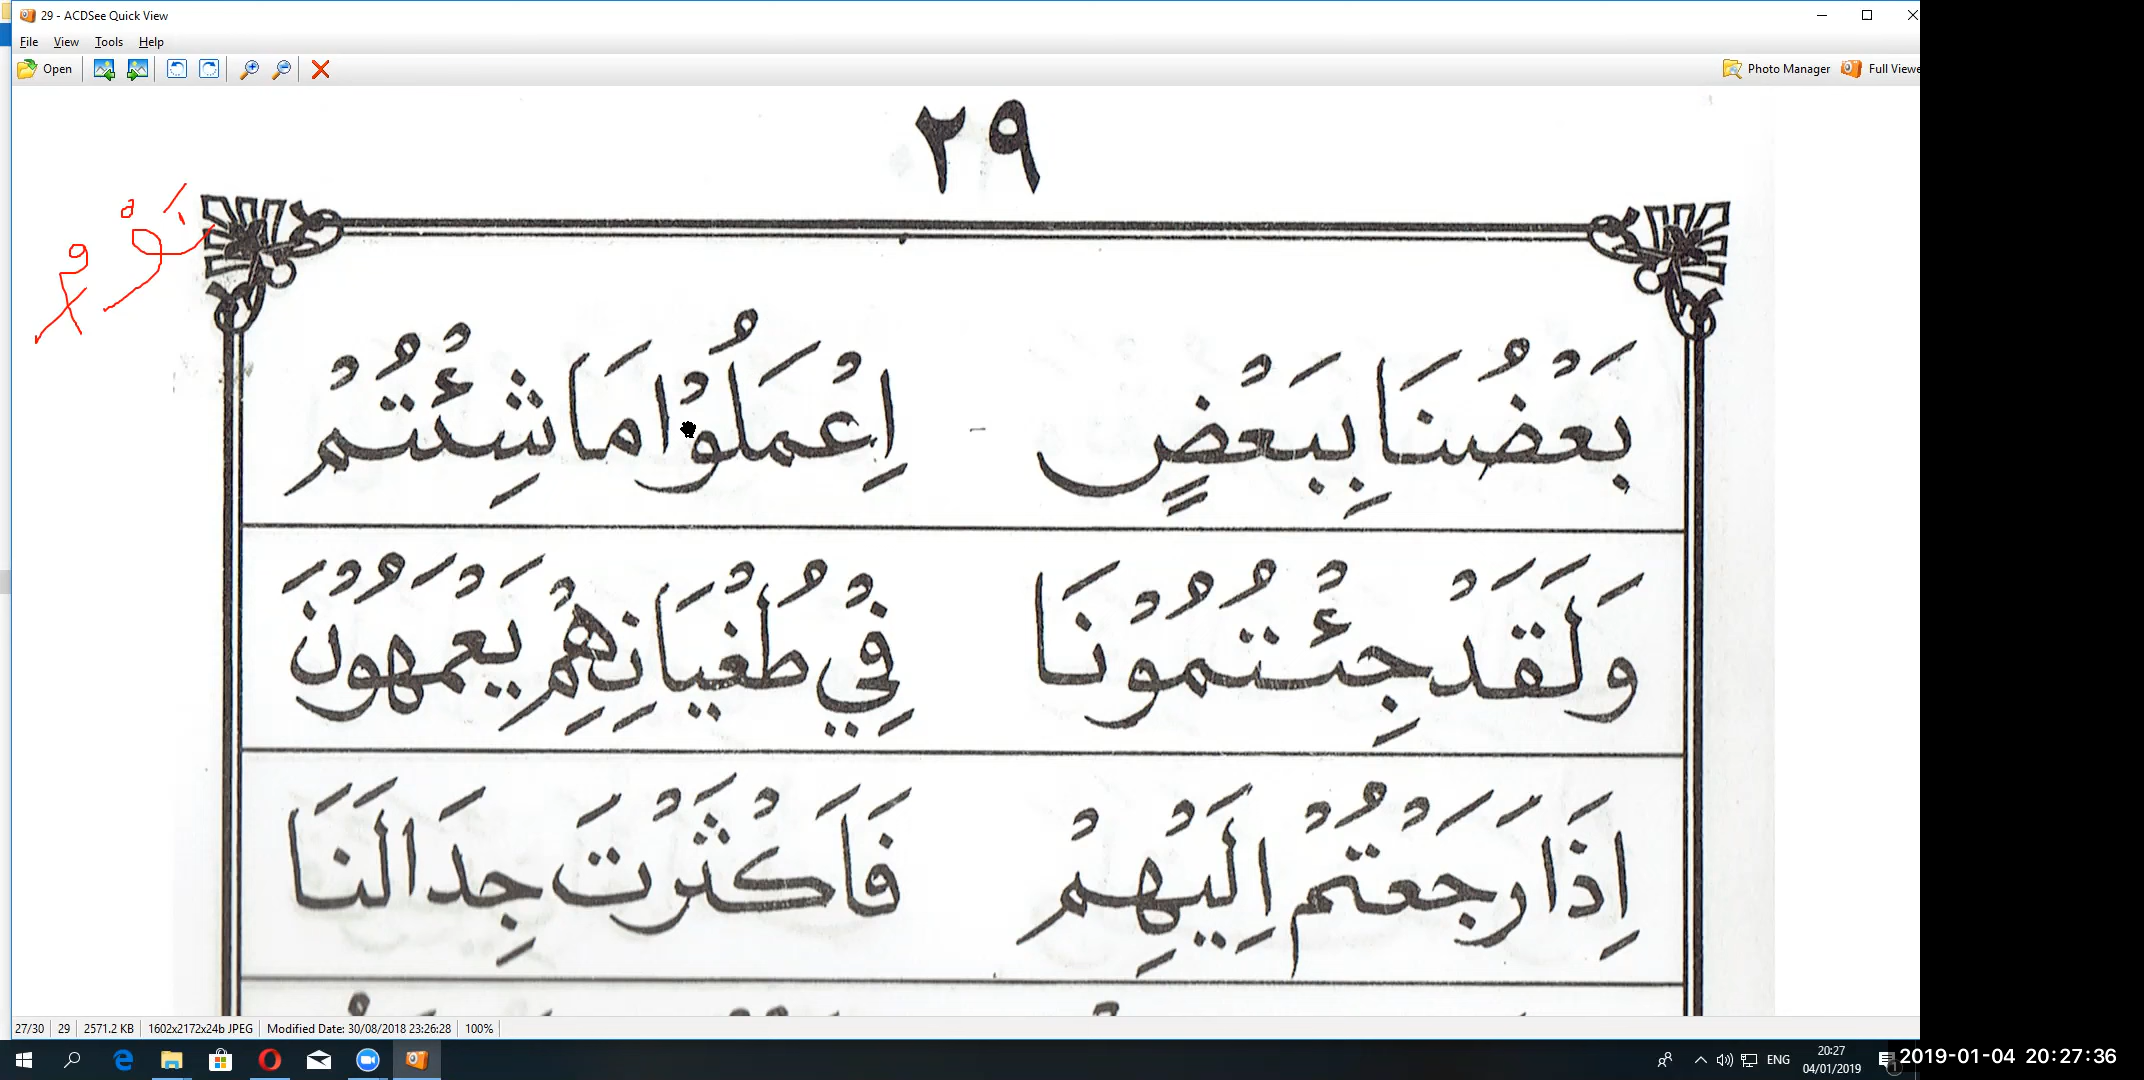 29 - ACDSee Quick View
File View Tools Help
Open Photo Manager Full Viewe
٢٩
بَعْضُنَا بِبَعْضٍ - اِعْمَلُوْا مَا شِئْتُمْ
وَلَقَدْ جِئْتُمُوْنَا فِيْ طُغْيَانِهِمْ يَعْمَهُوْنَ
اِذَا رَجَعْتُمْ اِلَيْهِمْ فَاَكْثَرْتَ جِدَالَنَا
27/30 29 2571.2 KB 1602x2172x24b JPEG Modified Date: 30/08/2018 23:26:28 100%
ENG 20:27
04/01/2019
2019-01-04 20:27:36